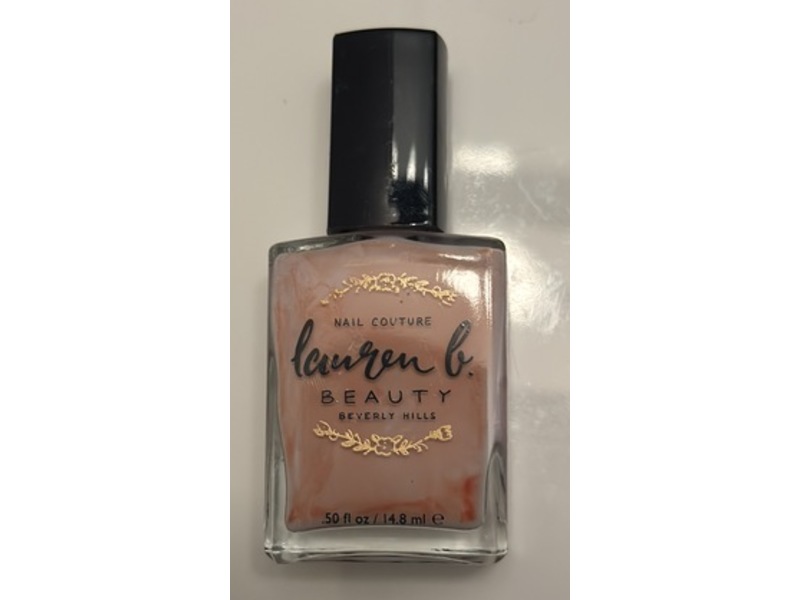 NAIL COUTURE
lauren b.
BEAUTY
BEVERLY HILLS
.50 fl oz / 14.8 ml ℮